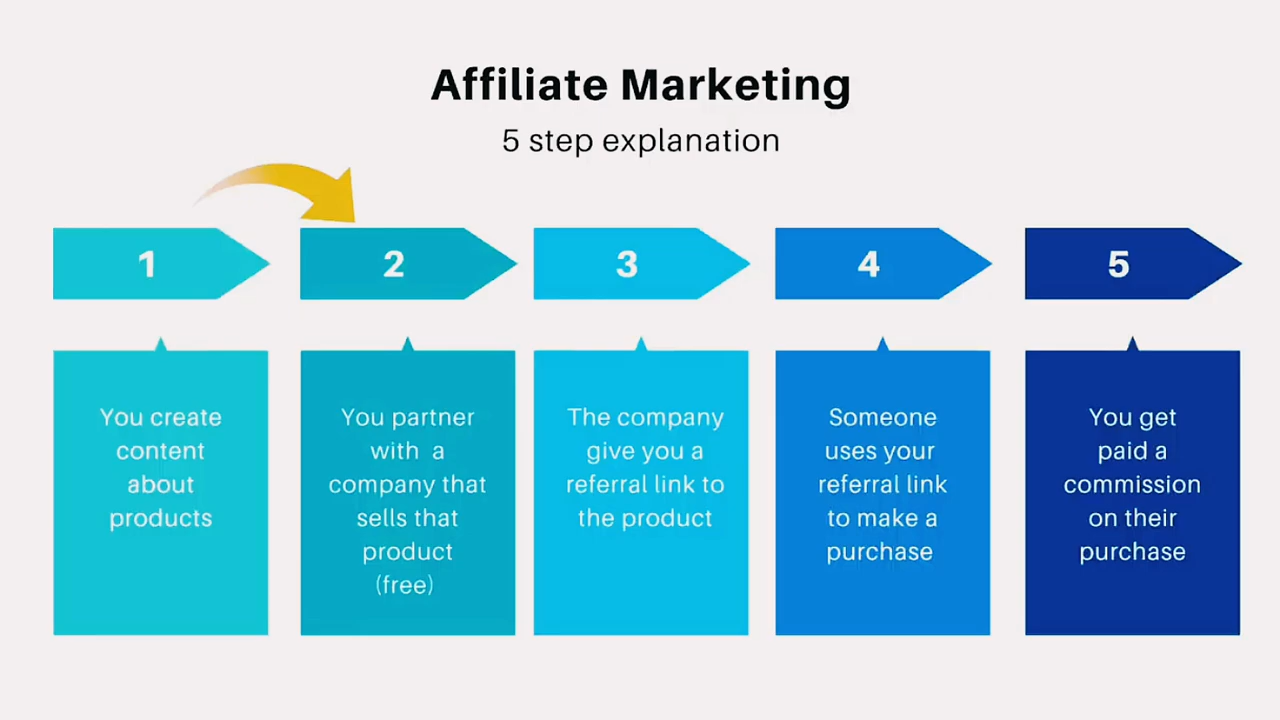 Affiliate Marketing
5 step explanation
1
2
3
4
5
You create
content
about
products
You partner
with a
company that
sells that
product
(free)
The company
give you a
referral link to
the product
Someone
uses your
referral link
to make a
purchase
You get
paid a
commission
on their
purchase